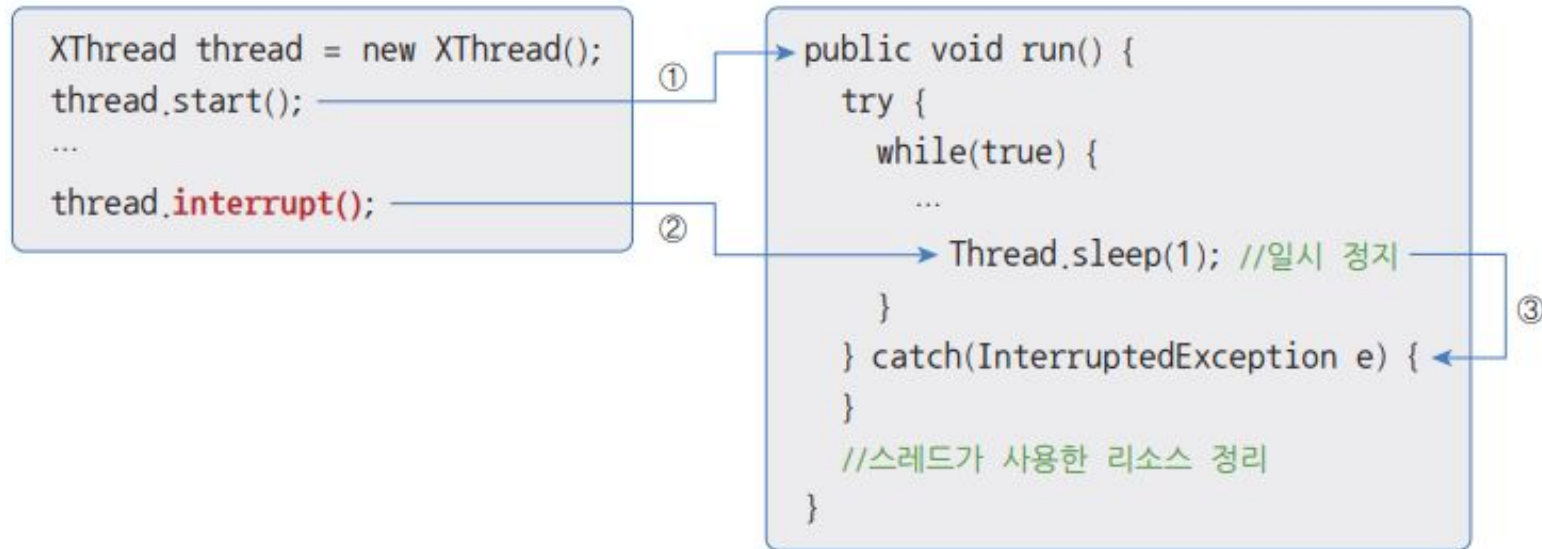 XThread thread = new XThread();
thread.start();
...
thread.interrupt();
①
②
public void run() {
try {
while(true) {
...
Thread.sleep(1); //일시 정지
}
③
} catch(InterruptedException e) {
}
//스레드가 사용한 리소스 정리
}